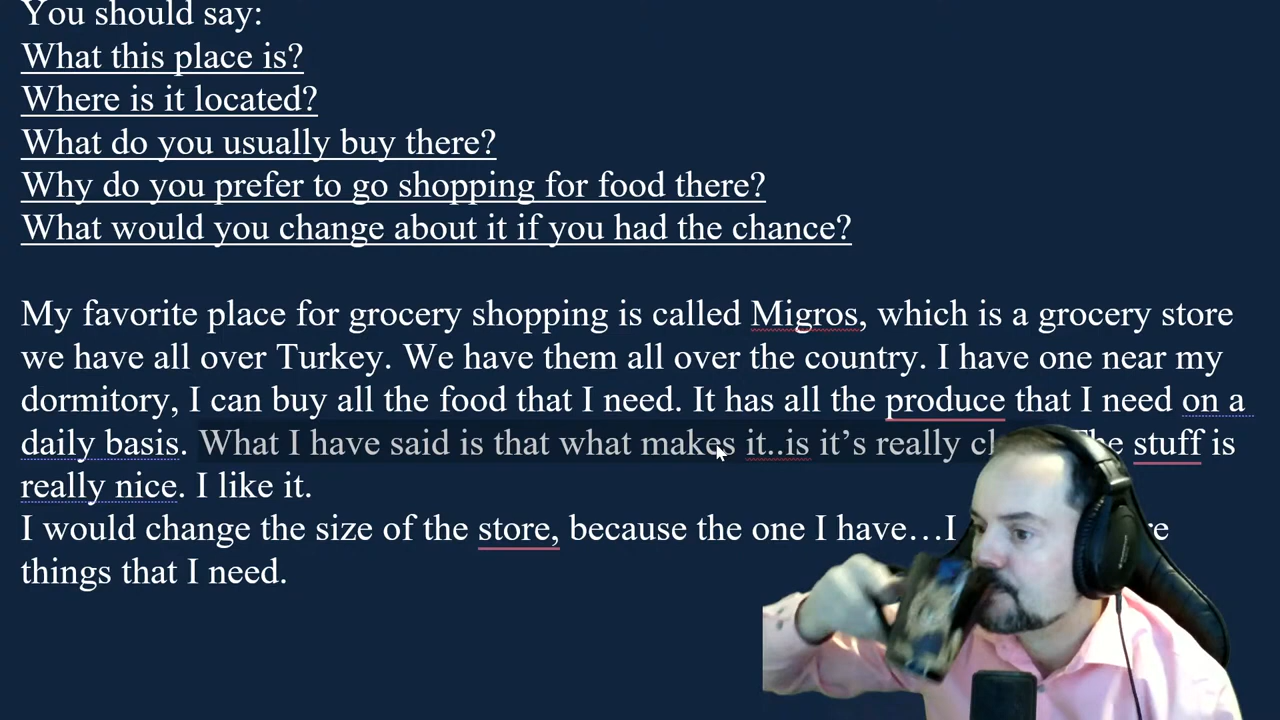 You should say:
What this place is?
Where is it located?
What do you usually buy there?
Why do you prefer to go shopping for food there?
What would you change about it if you had the chance?
My favorite place for grocery shopping is called Migros, which is a grocery store
we have all over Turkey. We have them all over the country. I have one near my
dormitory, I can buy all the food that I need. It has all the produce that I need on a
daily basis. What I have said is that what makes it..is it’s really stuff is
really nice. I like it.
I would change the size of the store, because the one I have…I
things that I need.